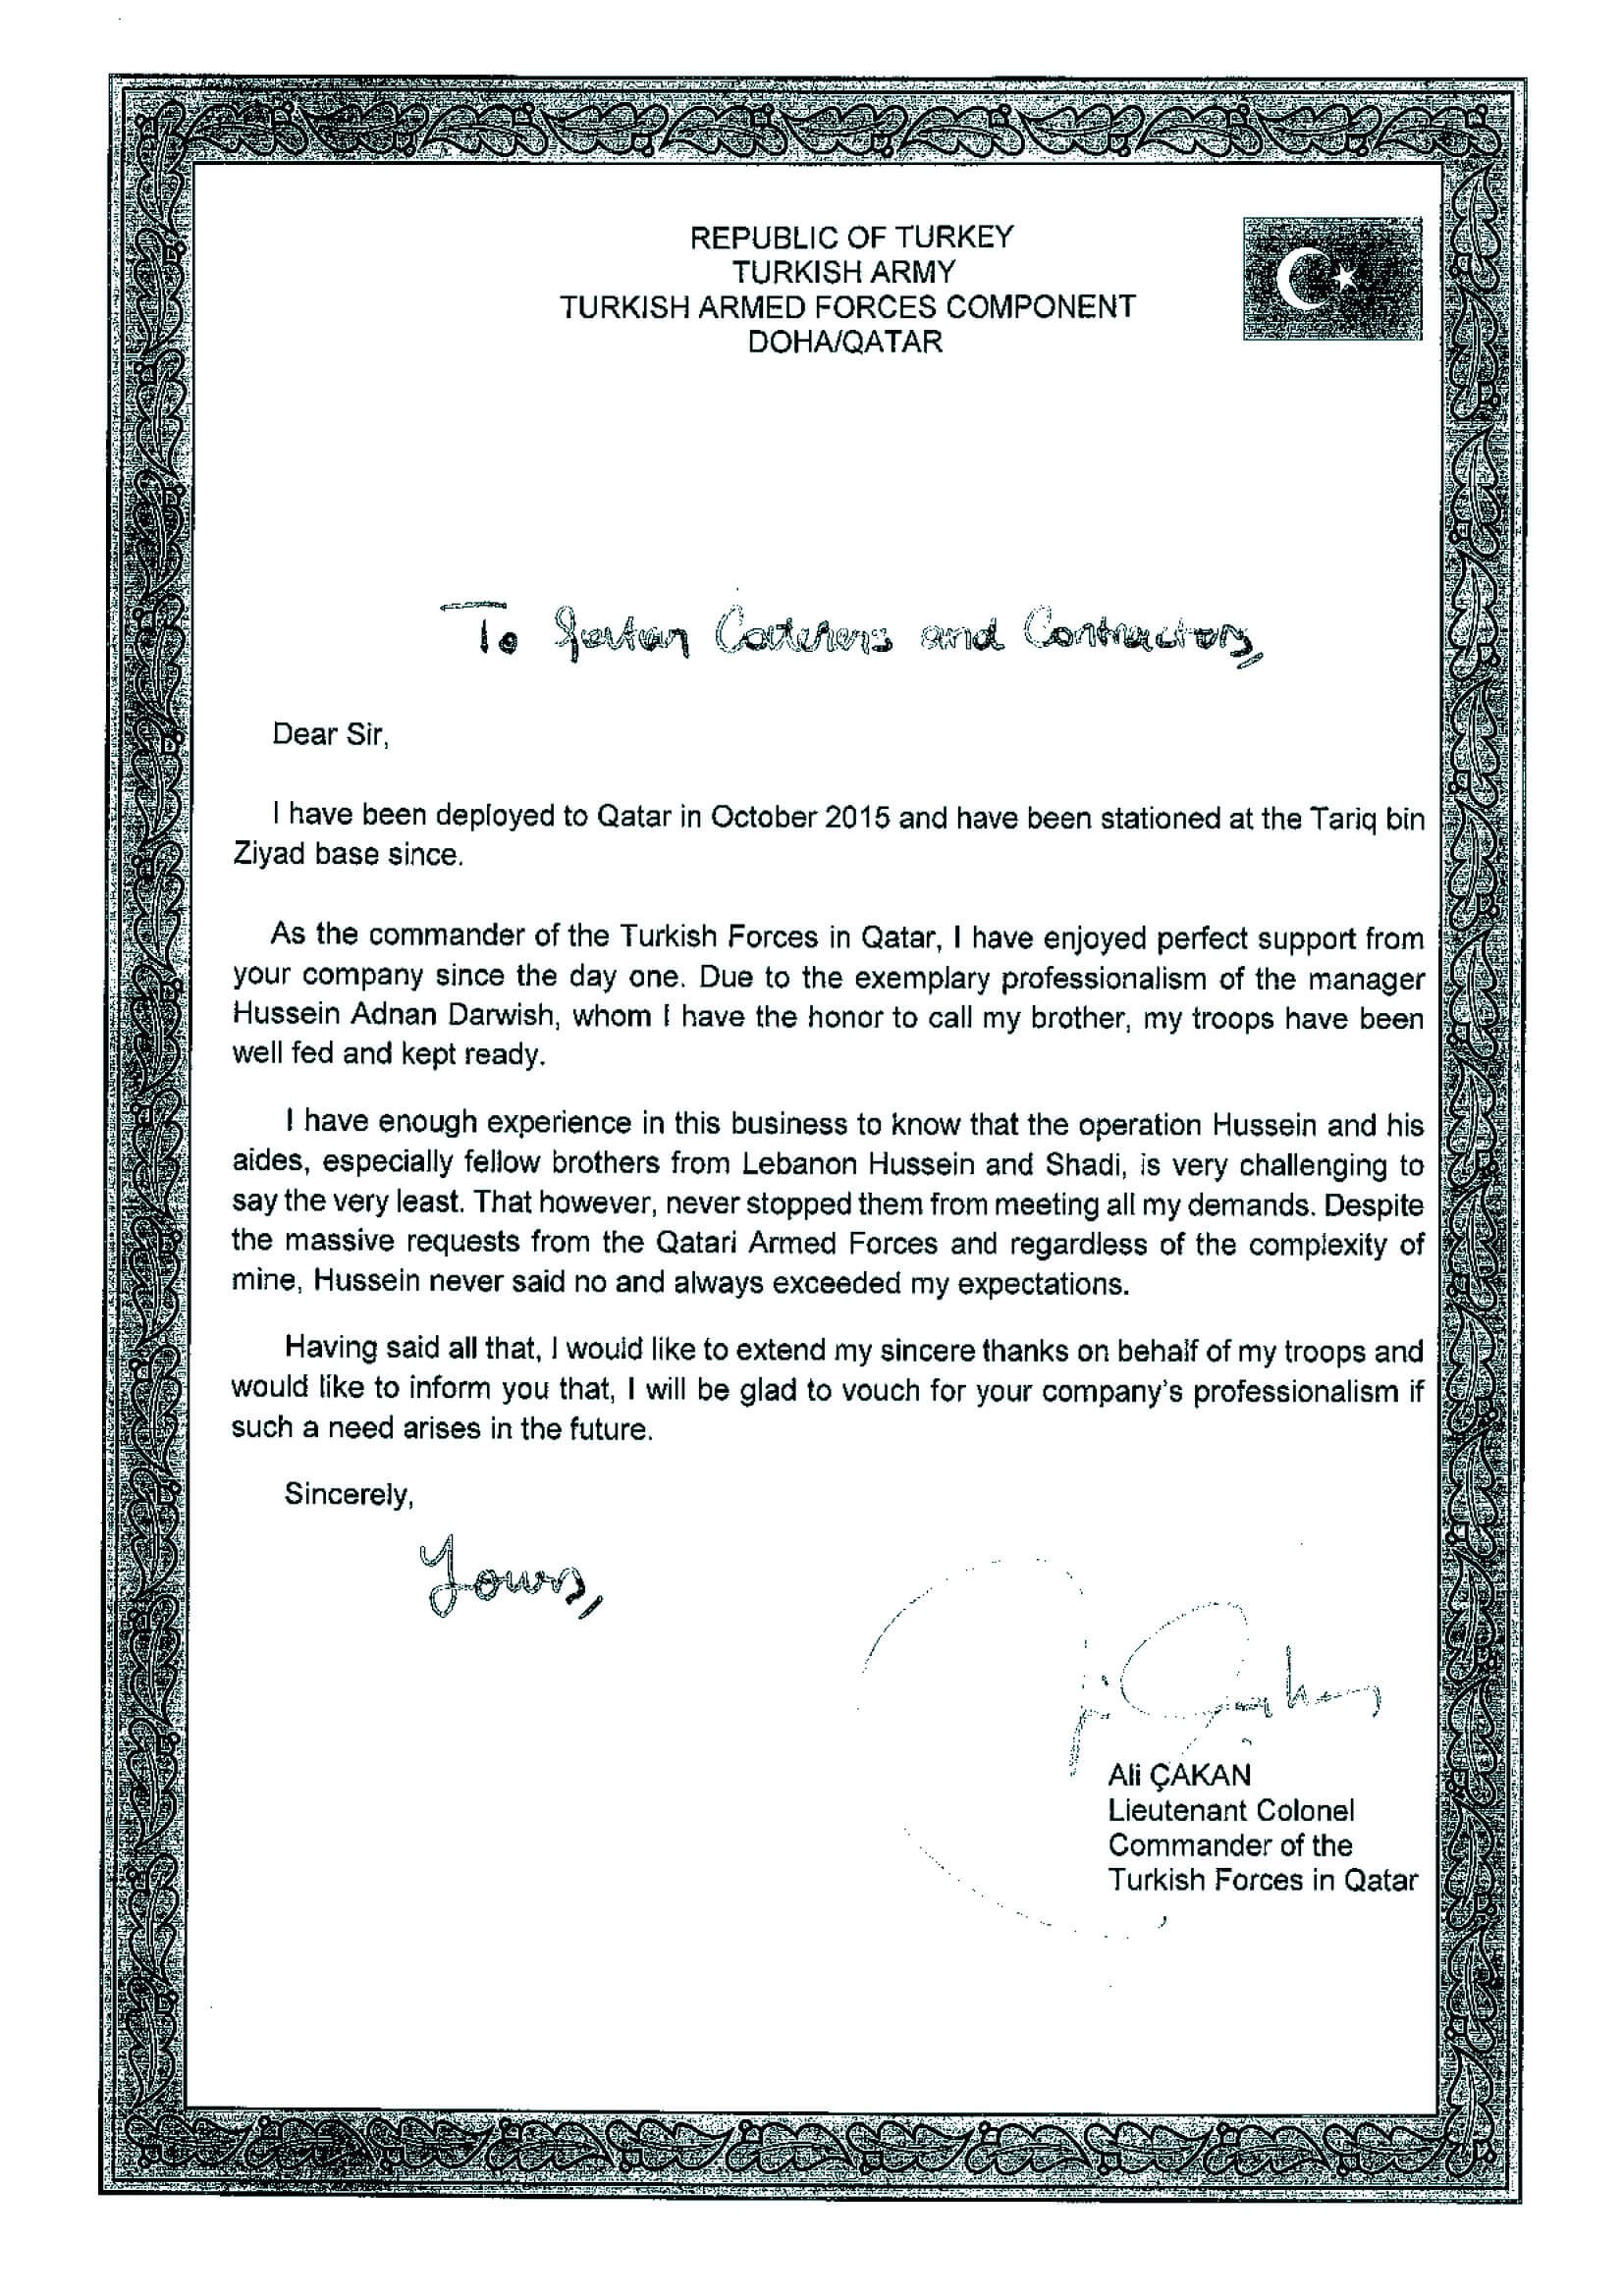 REPUBLIC OF TURKEY
TURKISH ARMY
TURKISH ARMED FORCES COMPONENT
DOHA/QATAR
To Caterers and Contractors,
Dear Sir,
I have been deployed to Qatar in October 2015 and have been stationed at the Tariq bin
Ziyad base since.
As the commander of the Turkish Forces in Qatar, I have enjoyed perfect support from
your company since the day one. Due to the exemplary professionalism of the manager
Hussein Adnan Darwish, whom I have the honor to call my brother, my troops have been
well fed and kept ready.
I have enough experience in this business to know that the operation Hussein and his
aides, especially fellow brothers from Lebanon Hussein and Shadi, is very challenging to
say the very least. That however, never stopped them from meeting all my demands. Despite
the massive requests from the Qatari Armed Forces and regardless of the complexity of
mine, Hussein never said no and always exceeded my expectations.
Having said all that, I would like to extend my sincere thanks on behalf of my troops and
would like to inform you that, I will be glad to vouch for your company's professionalism if
such a need arises in the future.
Sincerely,
Yours,
Ali ÇAKAN
Lieutenant Colonel
Commander of the
Turkish Forces in Qatar